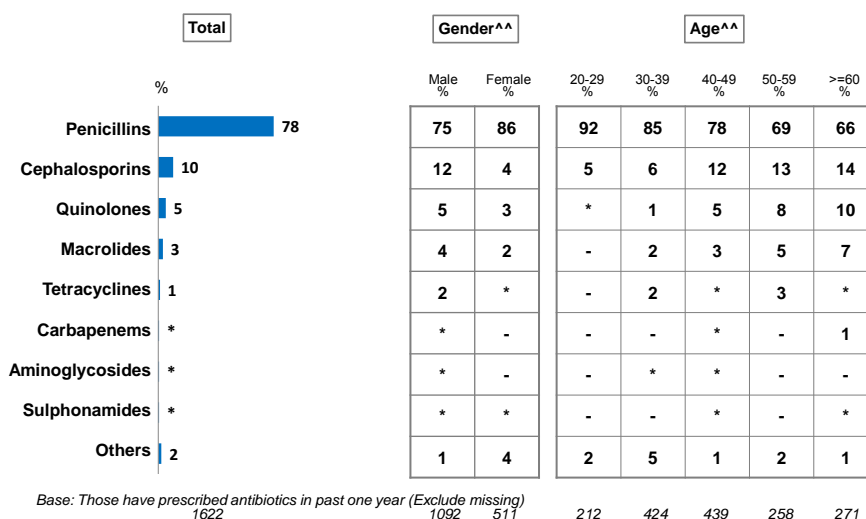 Total Gender^^ Age^^
% Male % Female % 20-29 % 30-39 % 40-49 % 50-59 % >=60 %
Penicillins 78 75 86 92 85 78 69 66
Cephalosporins 10 12 4 5 6 12 13 14
Quinolones 5 5 3 * 1 5 8 10
Macrolides 3 4 2 - 2 3 5 7
Tetracyclines 1 2 * - 2 * 3 *
Carbapenems * * - - - * - 1
Aminoglycosides * * - - * * - -
Sulphonamides * * * - - * - *
Others 2 1 4 2 5 1 2 1
Base: Those have prescribed antibiotics in past one year (Exclude missing)
1622 1092 511 212 424 439 258 271